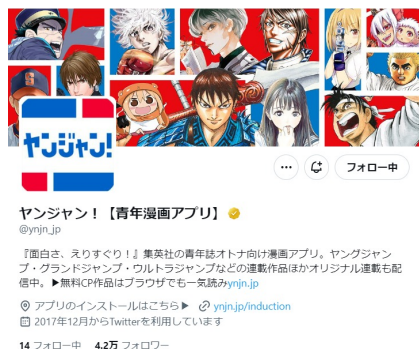 ヤンジャン!
フォロー中
ヤンジャン！【青年漫画アプリ】
@ynjn_jp
『面白さ、えりすぐり！』集英社の青年誌オトナ向け漫画アプリ。ヤングジャン
プ・グランドジャンプ・ウルトラジャンプなどの連載作品ほかオリジナル連載も配
信中。▶無料CP作品はブラウザでも一気読みynjn.jp
アプリのインストールはこちら▶ ynjn.jp/induction
2017年12月からTwitterを利用しています
14 フォロー中 4.2万 フォロワー